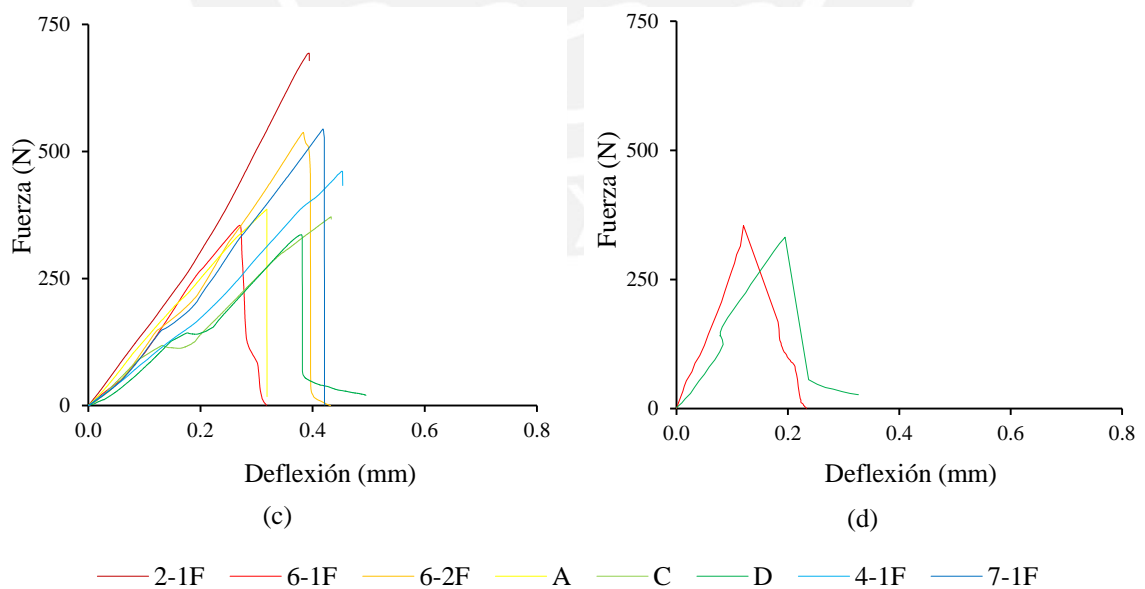 750
500
250
0
Fuerza (N)
0.0 0.2 0.4 0.6 0.8
Deflexión (mm)
(c)
750
500
250
0
Fuerza (N)
0.0 0.2 0.4 0.6 0.8
Deflexión (mm)
(d)
2-1F 6-1F 6-2F A C D 4-1F 7-1F